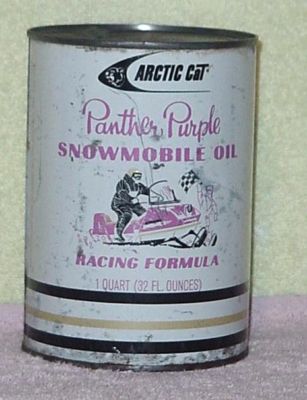 ARCTIC CAT
Panther Purple
SNOWMOBILE OIL
RACING FORMULA
1 QUART (32 FL. OUNCES)